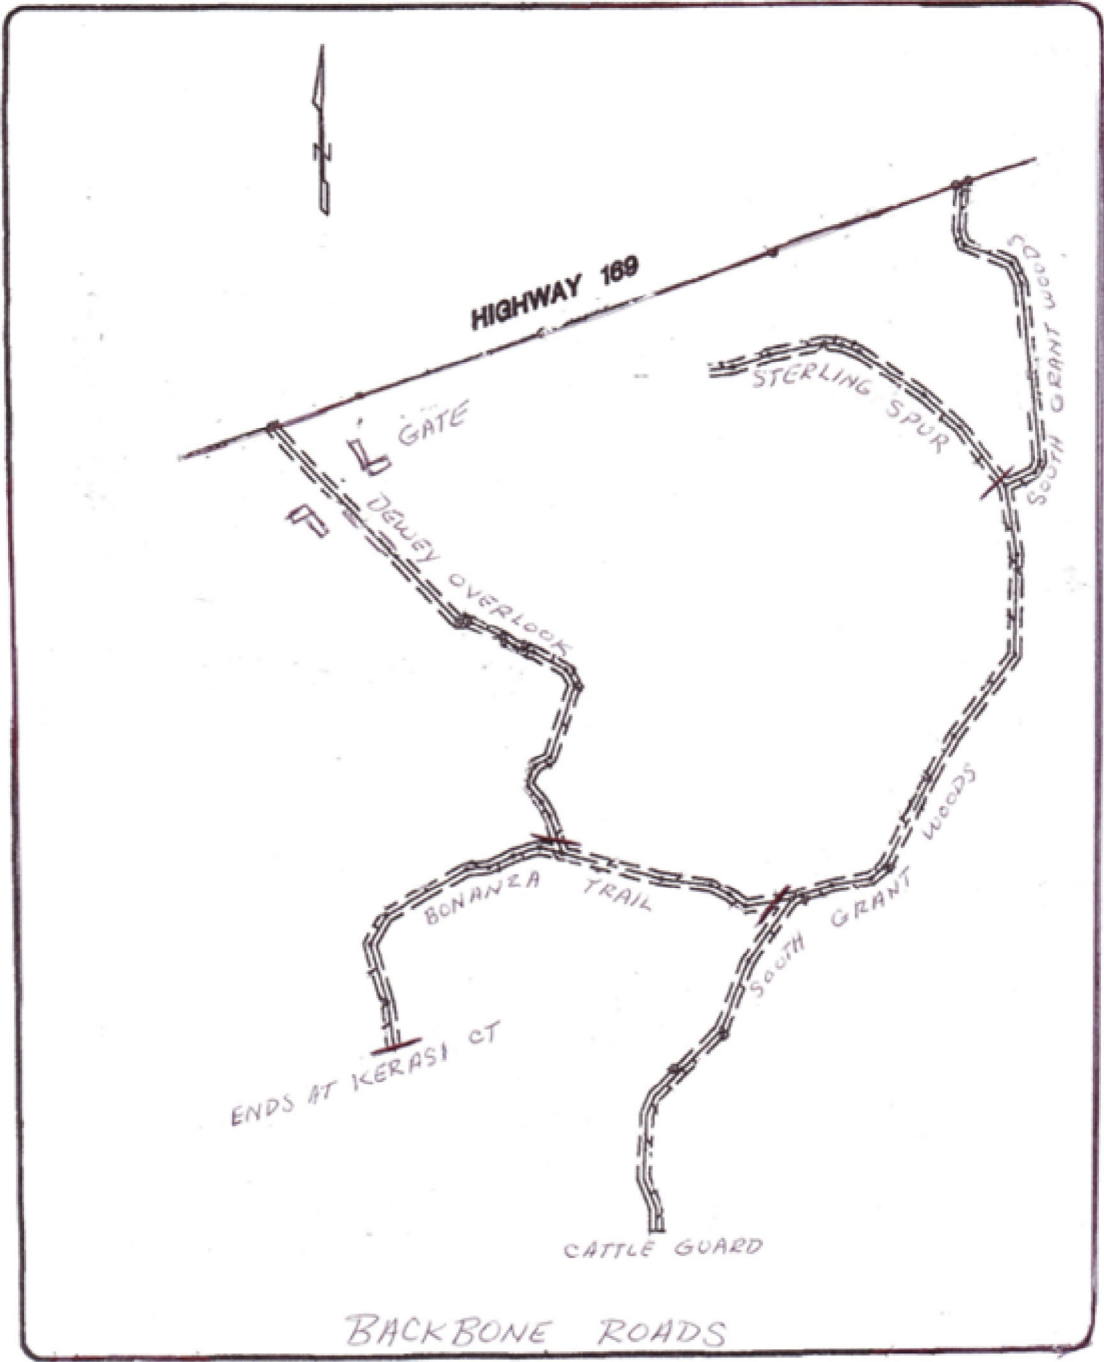 N
HIGHWAY 169
SOUTH GRANT WOODS
STERLING SPUR
GATE
DEWEY OVERLOOK
WOODS
BONANZA TRAIL
SOUTH GRANT
ENDS AT KERASI CT
CATTLE GUARD
BACKBONE ROADS